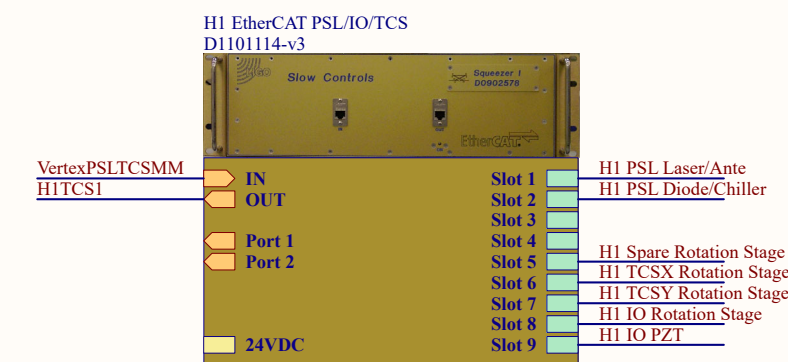 H1 EtherCAT PSL/IO/TCS
D1101114-v3
LIGO
Slow Controls
Squeezer 1
D0902578
EtherCAT
VertexPSLTCSMM
IN
Slot 1
H1 PSL Laser/Ante
H1TCS1
OUT
Slot 2
H1 PSL Diode/Chiller
Slot 3
Port 1
Slot 4
Port 2
Slot 5
H1 Spare Rotation Stage
Slot 6
H1 TCSX Rotation Stage
Slot 7
H1 TCSY Rotation Stage
Slot 8
H1 IO Rotation Stage
24VDC
Slot 9
H1 IO PZT